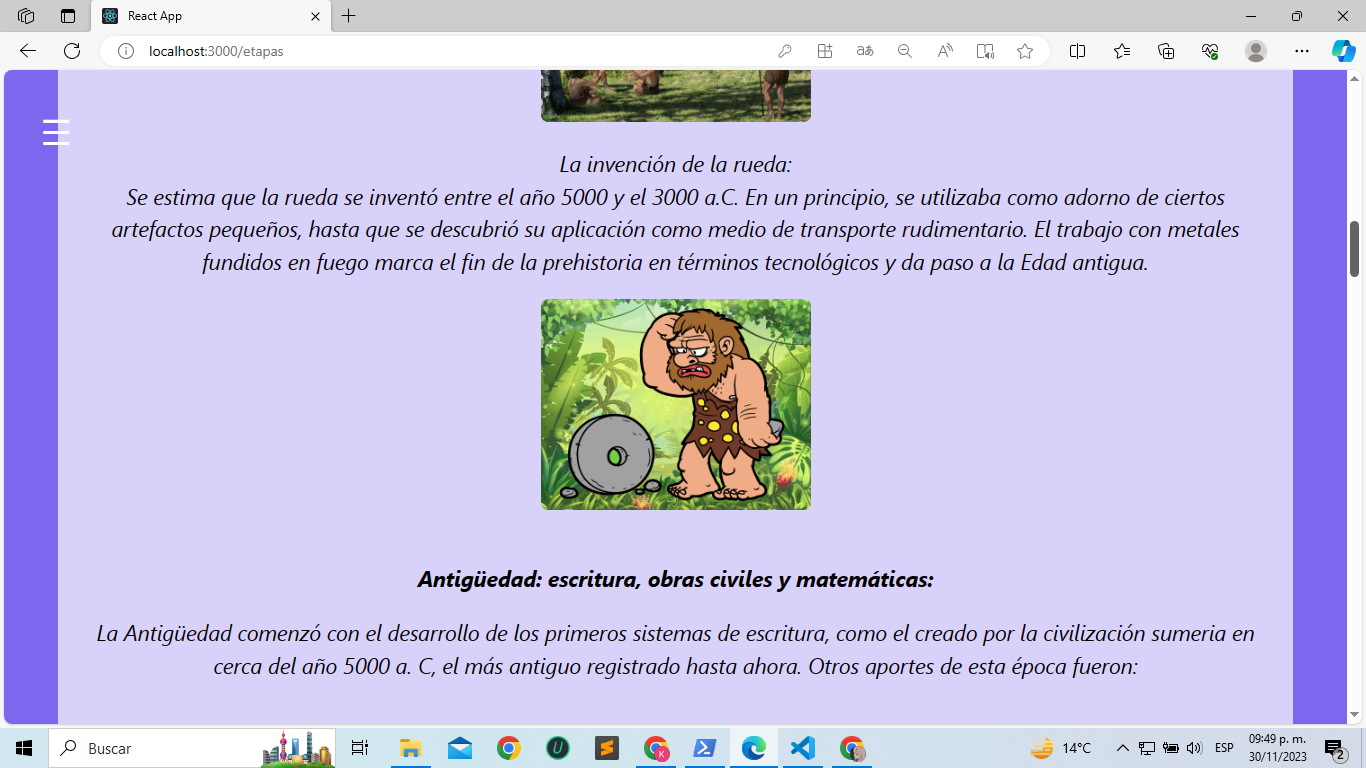 React App
localhost:3000/etapas
La invención de la rueda:
Se estima que la rueda se inventó entre el año 5000 y el 3000 a.C. En un principio, se utilizaba como adorno de ciertos
artefactos pequeños, hasta que se descubrió su aplicación como medio de transporte rudimentario. El trabajo con metales
fundidos en fuego marca el fin de la prehistoria en términos tecnológicos y da paso a la Edad antigua.
Antigüedad: escritura, obras civiles y matemáticas:
La Antigüedad comenzó con el desarrollo de los primeros sistemas de escritura, como el creado por la civilización sumeria en
cerca del año 5000 a. C, el más antiguo registrado hasta ahora. Otros aportes de esta época fueron:
Buscar
K
14°C
ESP
09:49 p. m.
30/11/2023
2